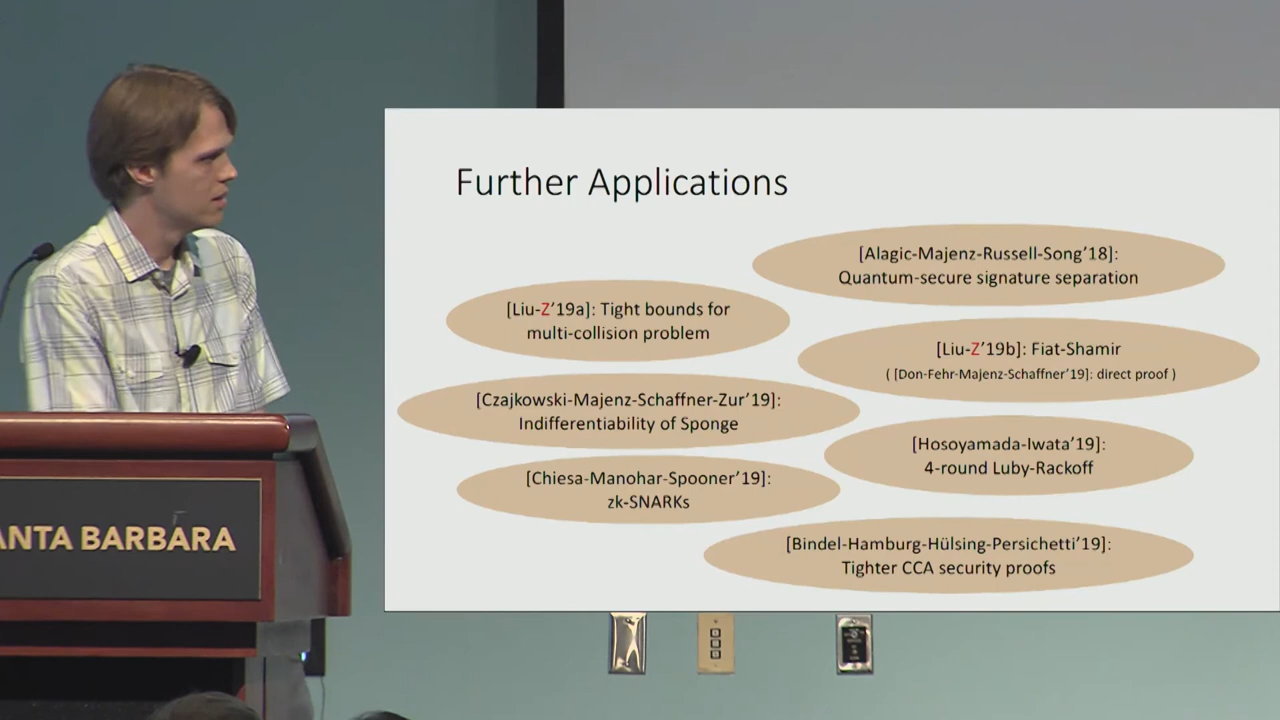 Further Applications
[Alagic-Majenz-Russell-Song’18]:
Quantum-secure signature separation
[Liu-Z’19a]: Tight bounds for
multi-collision problem
[Liu-Z’19b]: Fiat-Shamir
( [Don-Fehr-Majenz-Schaffner’19]: direct proof )
[Czajkowski-Majenz-Schaffner-Zur’19]:
Indifferentiability of Sponge
[Hosoyamada-Iwata’19]:
4-round Luby-Rackoff
[Chiesa-Manohar-Spooner’19]:
zk-SNARKs
[Bindel-Hamburg-Hülsing-Persichetti’19]:
Tighter CCA security proofs
ANTA BARBARA